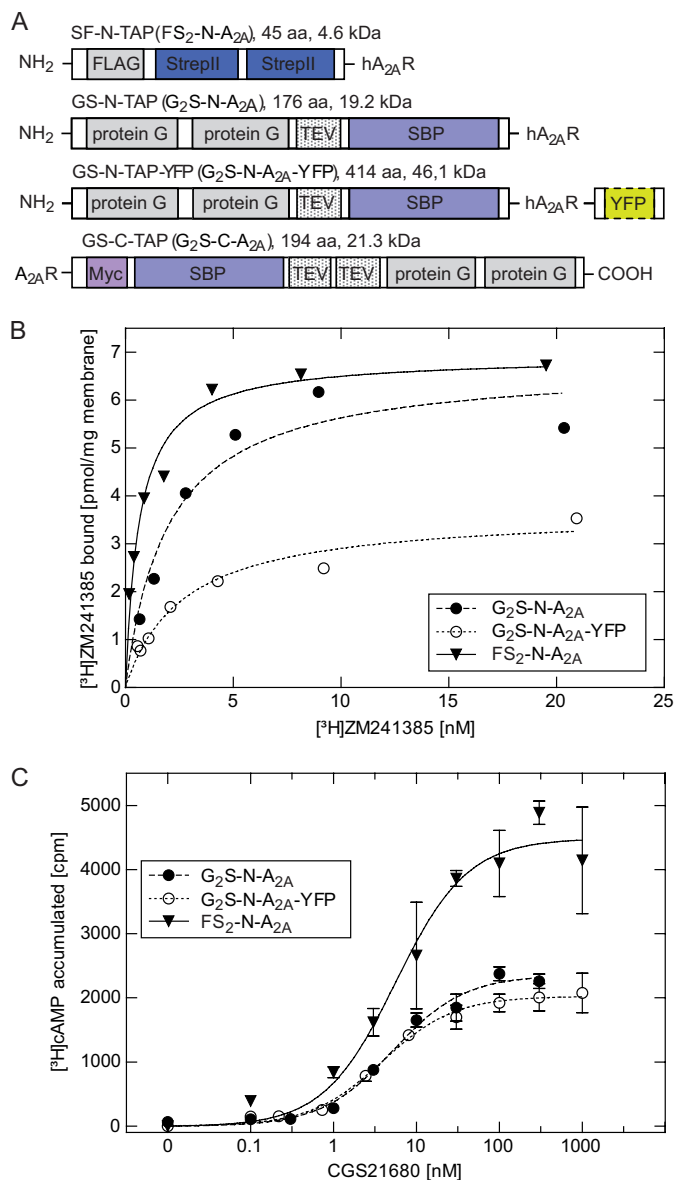 A
SF-N-TAP (FS₂-N-A₂A), 45 aa, 4.6 kDa
NH₂ FLAG StrepII StrepII hA₂AR
GS-N-TAP (G₂S-N-A₂A), 176 aa, 19.2 kDa
NH₂ protein G protein G TEV SBP hA₂AR
GS-N-TAP-YFP (G₂S-N-A₂A-YFP), 414 aa, 46,1 kDa
NH₂ protein G protein G TEV SBP hA₂AR YFP
GS-C-TAP (G₂S-C-A₂A), 194 aa, 21.3 kDa
A₂AR Myc SBP TEV TEV protein G protein G COOH
B
[³H]ZM241385 bound [pmol/mg membrane]
7
6
5
4
3
2
1
0
G₂S-N-A₂A
G₂S-N-A₂A-YFP
FS₂-N-A₂A
0 5 10 15 20 25
[³H]ZM241385 [nM]
C
[³H]cAMP accumulated [cpm]
5000
4000
3000
2000
1000
0
G₂S-N-A₂A
G₂S-N-A₂A-YFP
FS₂-N-A₂A
0 0.1 1 10 100 1000
CGS21680 [nM]